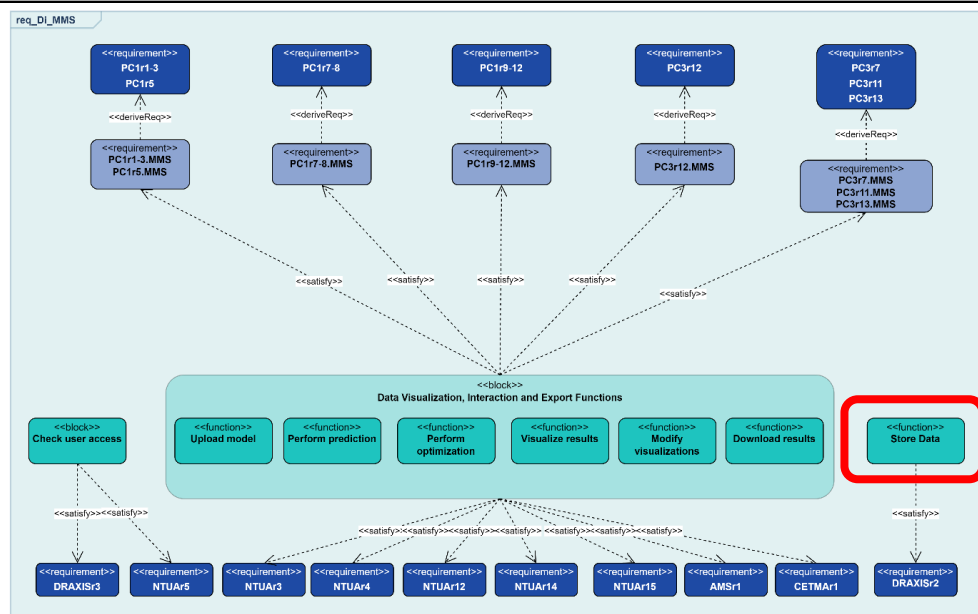 req_Di_MMS
<<requirement>>
PC1r1-3
PC1r5
<<requirement>>
PC1r7-8
<<requirement>>
PC1r9-12
<<requirement>>
PC3r12
<<requirement>>
PC3r7
PC3r11
PC3r13
<<deriveReq>>
<<deriveReq>>
<<deriveReq>>
<<deriveReq>>
<<deriveReq>>
<<requirement>>
PC1r1-3.MMS
PC1r5.MMS
<<requirement>>
PC1r7-8.MMS
<<requirement>>
PC1r9-12.MMS
<<requirement>>
PC3r12.MMS
<<requirement>>
PC3r7.MMS
PC3r11.MMS
PC3r13.MMS
<<satisfy>>
<<satisfy>>
<<satisfy>>
<<satisfy>>
<<satisfy>>
<<block>>
Data Visualization, Interaction and Export Functions
<<block>>
Check user access
<<function>>
Upload model
<<function>>
Perform prediction
<<function>>
Perform
optimization
<<function>>
Visualize results
<<function>>
Modify
visualizations
<<function>>
Download results
<<function>>
Store Data
<<satisfy>>
<<satisfy>>
<<satisfy>>
<<satisfy>>
<<satisfy>>
<<satisfy>>
<<satisfy>>
<<satisfy>>
<<satisfy>>
<<satisfy>>
<<requirement>>
DRAXISr3
<<requirement>>
NTUAr5
<<requirement>>
NTUAr3
<<requirement>>
NTUAr4
<<requirement>>
NTUAr12
<<requirement>>
NTUAr14
<<requirement>>
NTUAr15
<<requirement>>
AMSr1
<<requirement>>
CETMAr1
<<requirement>>
DRAXISr2